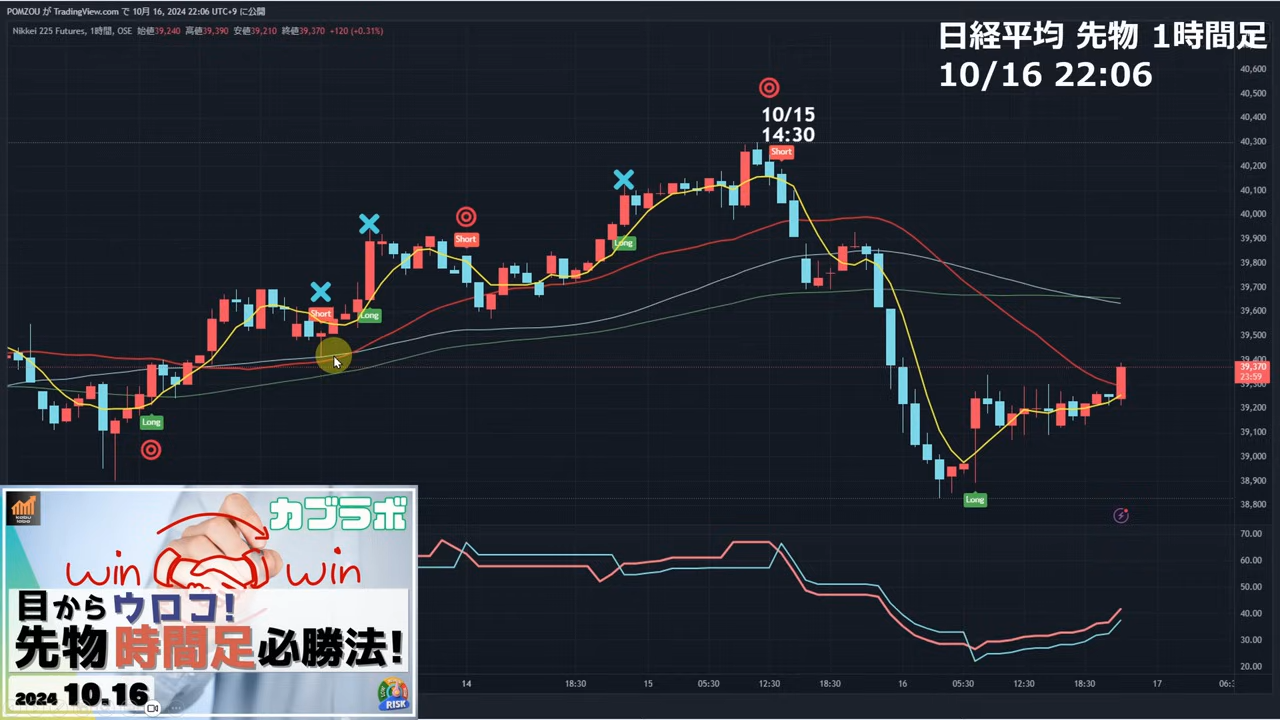 POMZOU が TradingView.com で 10月 16, 2024 22:06 UTC+9 に公開
Nikkei 225 Futures, 1時間, OSE 始値39,240 高値39,390 安値39,210 終値39,370 +120 (+0.31%)
日経平均 先物 1時間足
10/16 22:06
40,600
40,500
40,400
40,300
40,200
40,100
40,000
39,900
39,800
39,700
39,600
39,500
39,400
39,370
23:59
39,300
39,200
39,100
39,000
38,900
38,800
10/15
14:30
Short
Short
Short
Long
Long
Long
Long
70.00
60.00
50.00
40.00
30.00
20.00
14
18:30
15
05:30
12:30
18:30
16
05:30
12:30
18:30
17
カブラボ
win win
目からウロコ!
先物時間足必勝法!
2024 10.16
RISK